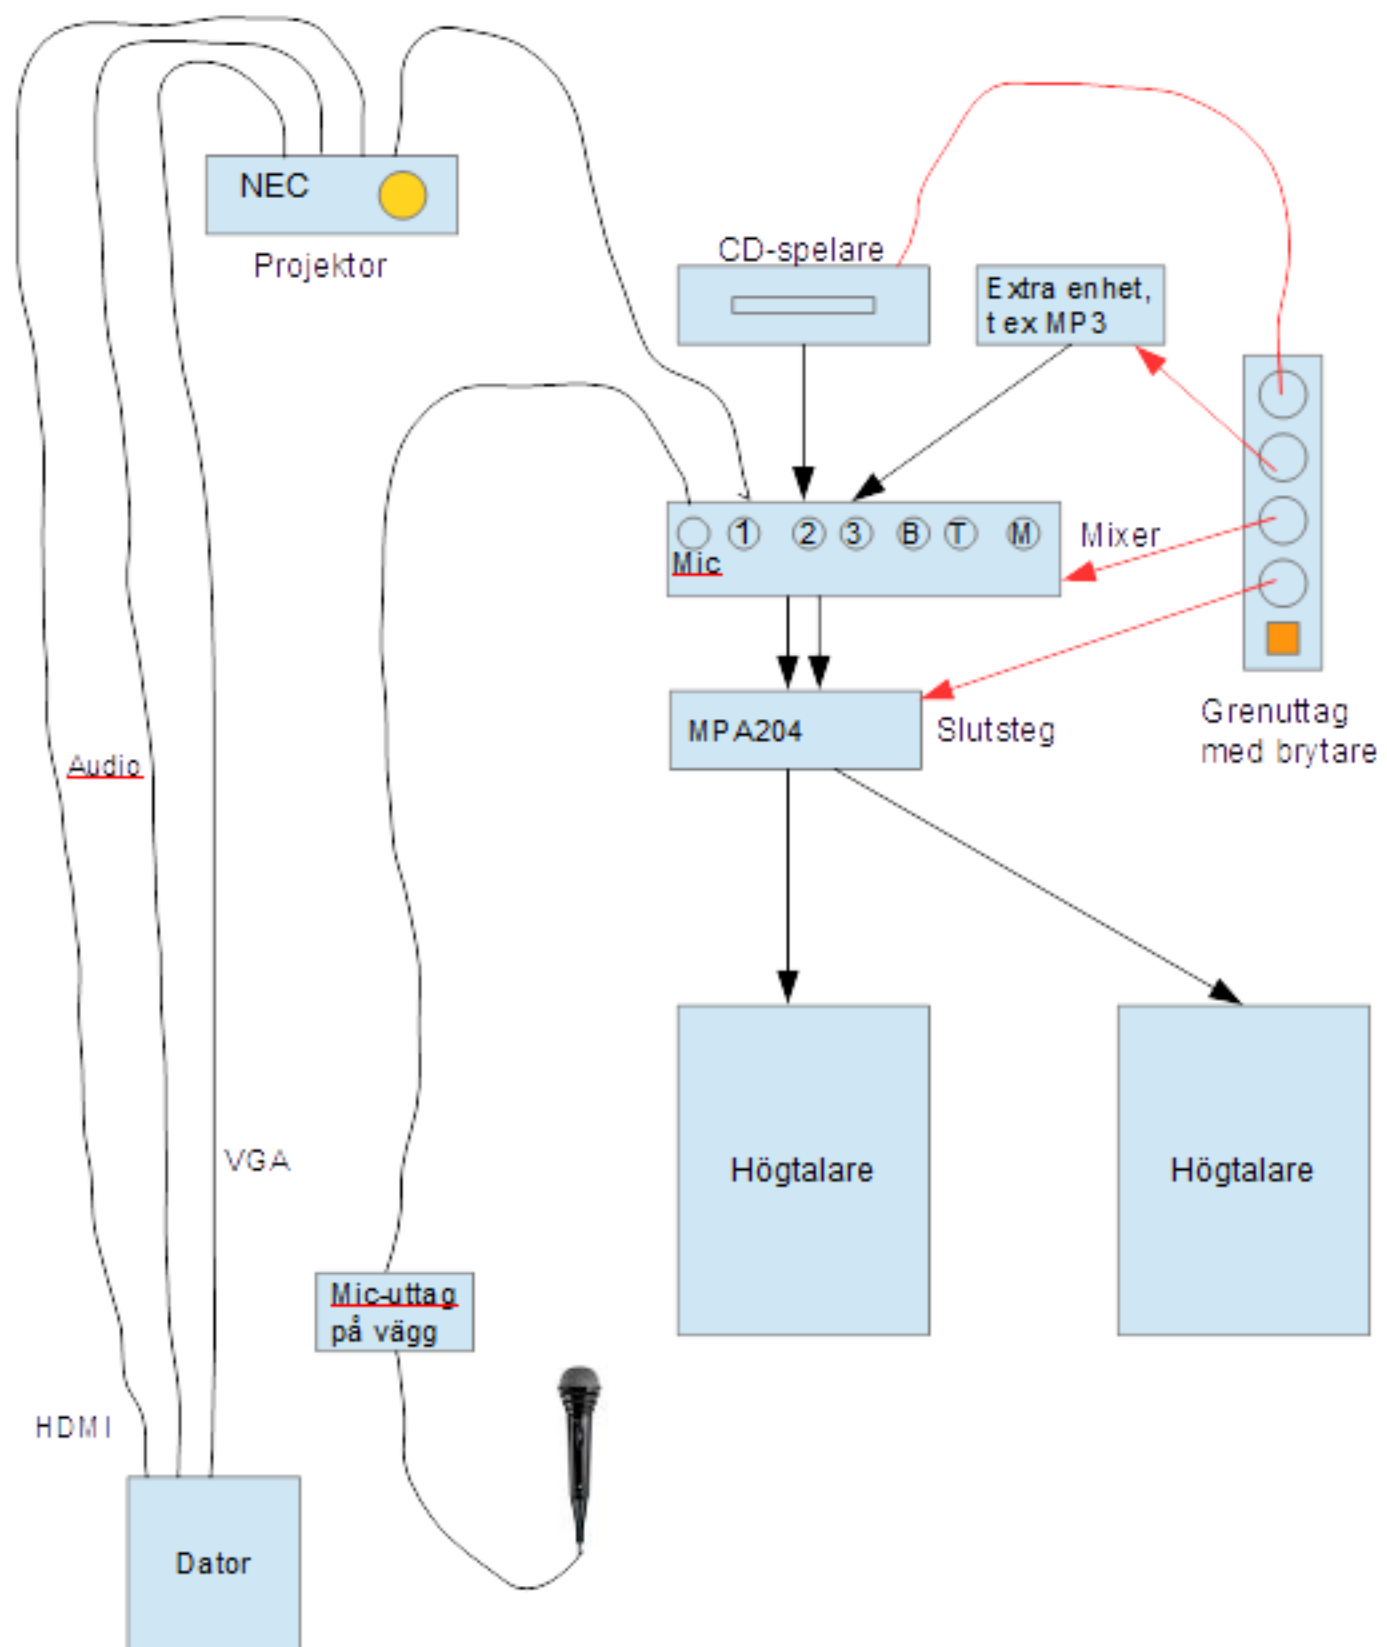 NEC
Projektor
CD-spelare
Extra enhet,
t ex MP3
Mic
1
2
3
B
T
M
Mixer
MPA204
Slutsteg
Grenuttag
med brytare
Audio
VGA
Högtalare
Högtalare
Mic-uttag
på vägg
HDMI
Dator